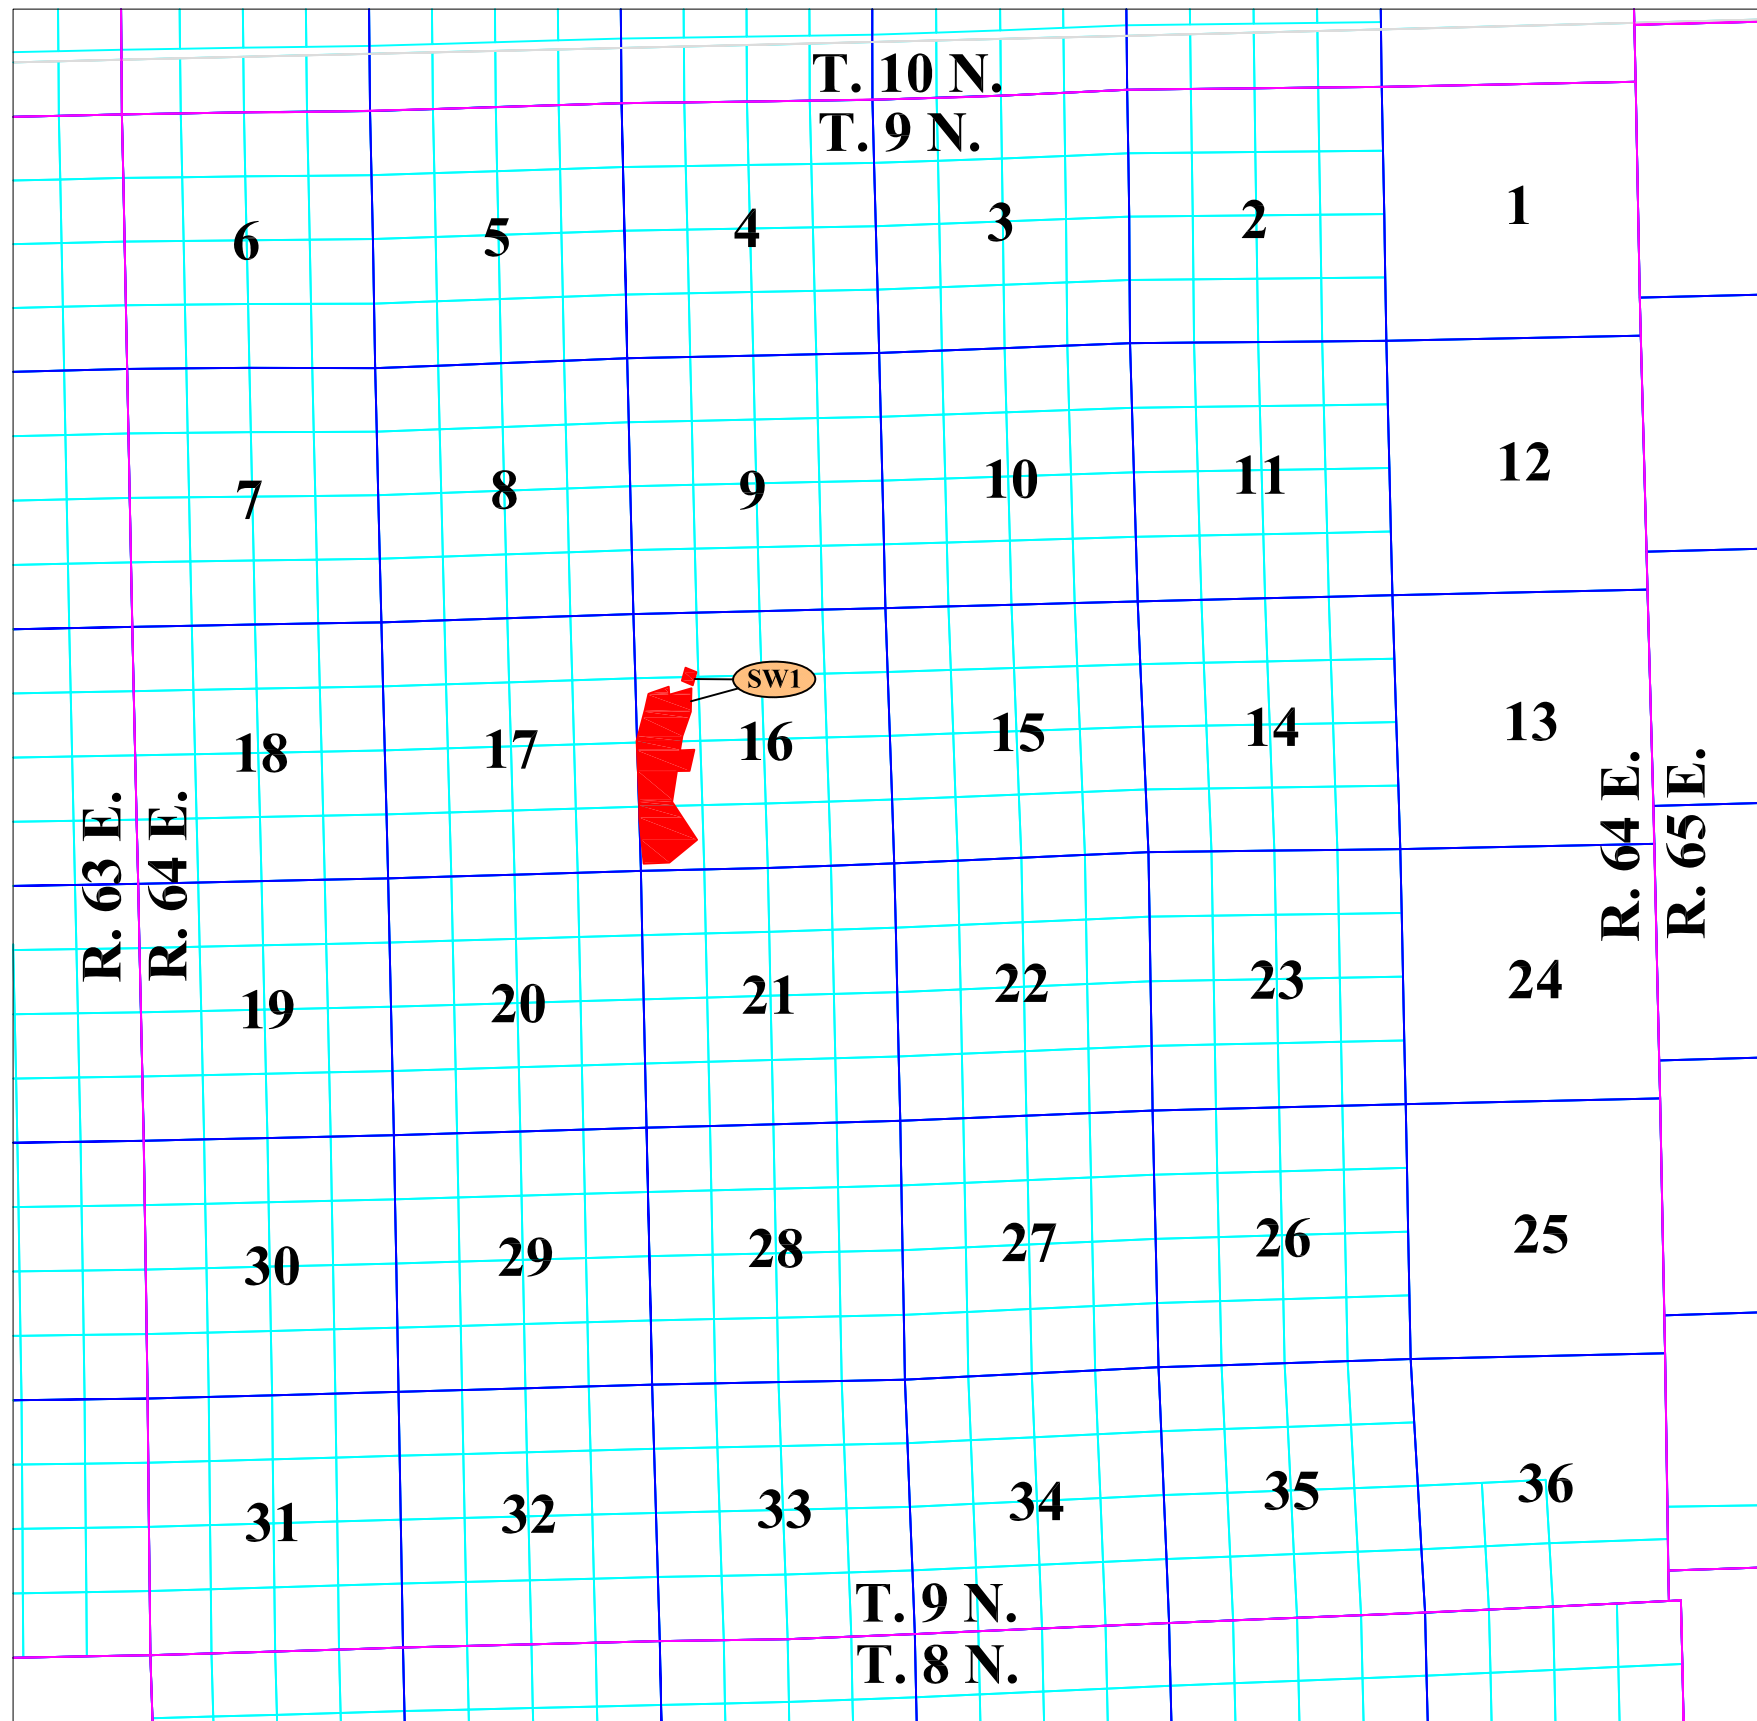 T. 10 N.
T. 9 N.
6 5 4 3 2 1
7 8 9 10 11 12
SW1
18 17 16 15 14 13
R. 63 E.
R. 64 E.
R. 64 E.
R. 65 E.
19 20 21 22 23 24
30 29 28 27 26 25
31 32 33 34 35 36
T. 9 N.
T. 8 N.